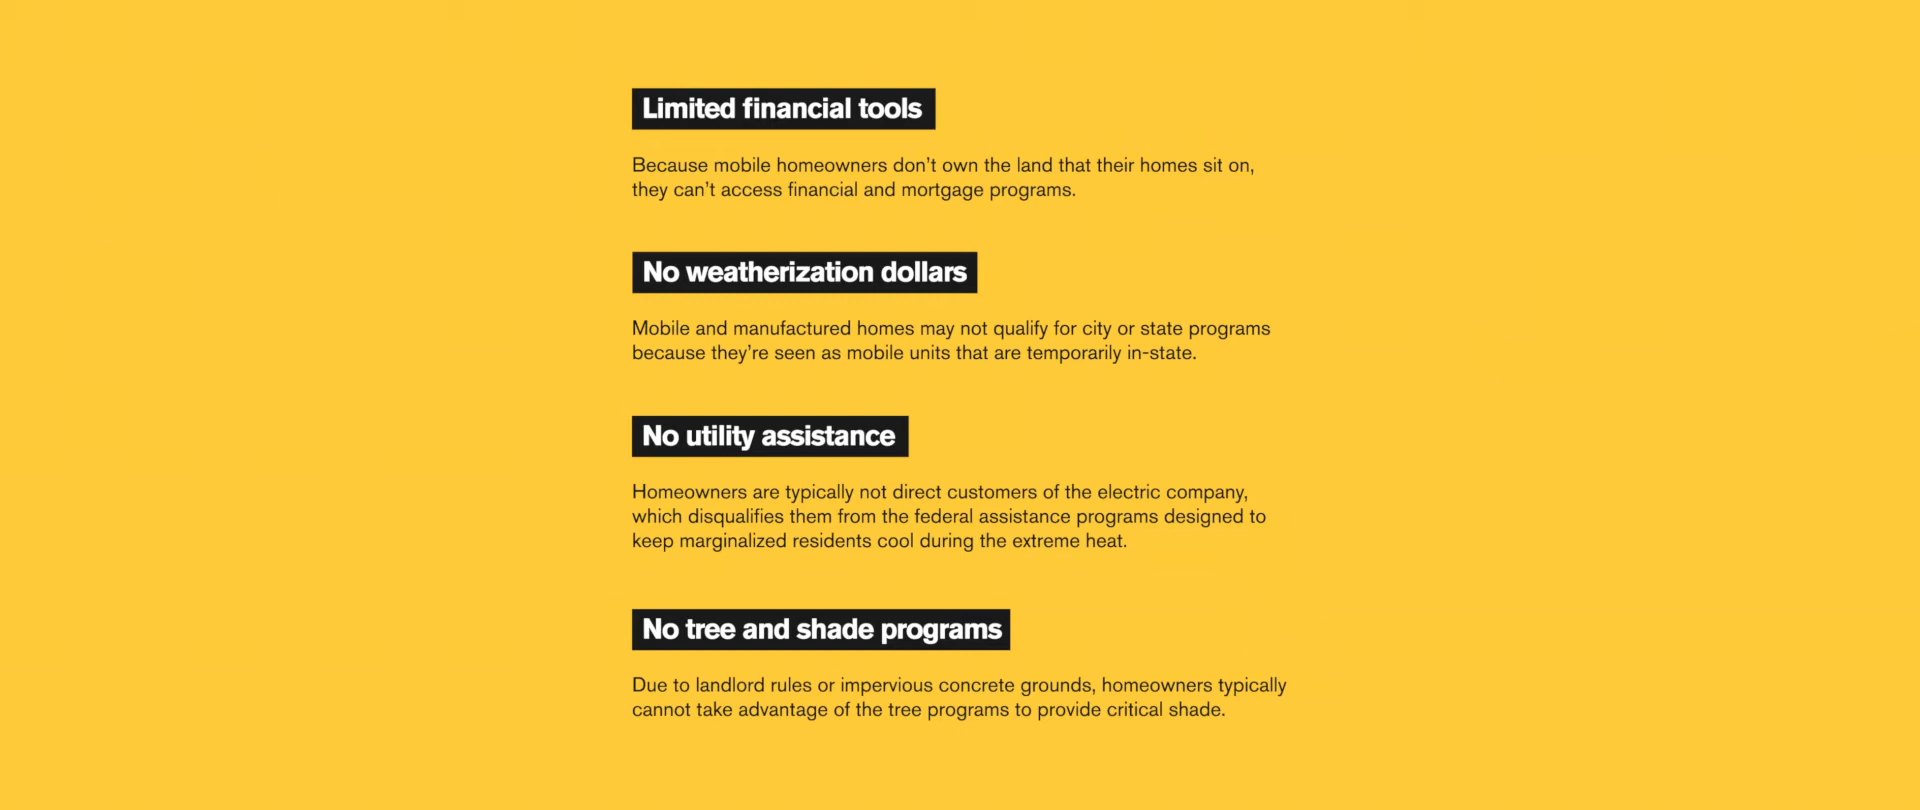 Limited financial tools
Because mobile homeowners don’t own the land that their homes sit on,
they can’t access financial and mortgage programs.
No weatherization dollars
Mobile and manufactured homes may not qualify for city or state programs
because they’re seen as mobile units that are temporarily in-state.
No utility assistance
Homeowners are typically not direct customers of the electric company,
which disqualifies them from the federal assistance programs designed to
keep marginalized residents cool during the extreme heat.
No tree and shade programs
Due to landlord rules or impervious concrete grounds, homeowners typically
cannot take advantage of the tree programs to provide critical shade.